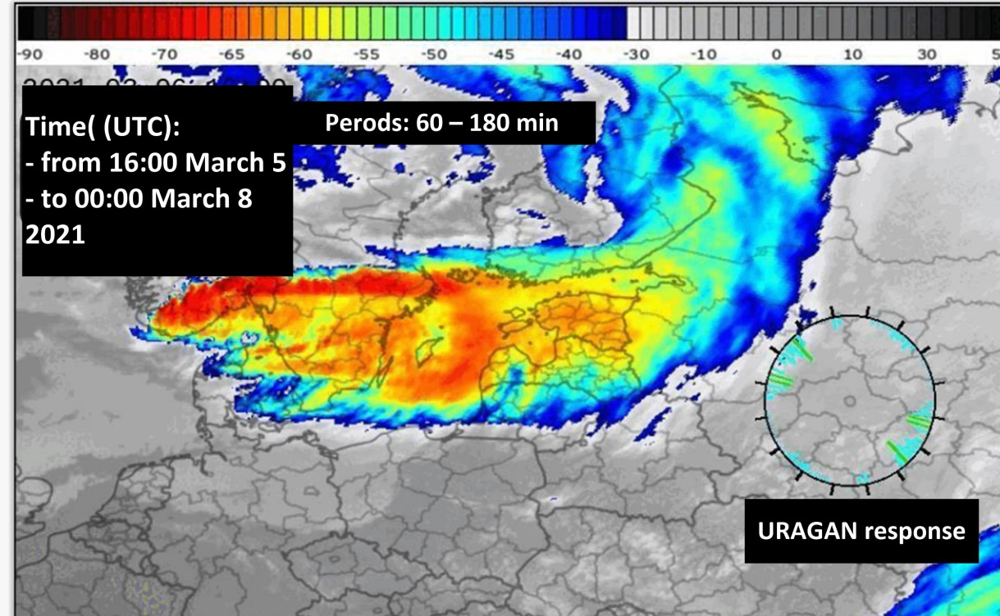 -90 -80 -70 -65 -60 -55 -50 -45 -40 -30 -10 0 10 30
Time( (UTC):
- from 16:00 March 5
- to 00:00 March 8
2021
Perods: 60 – 180 min
URAGAN response